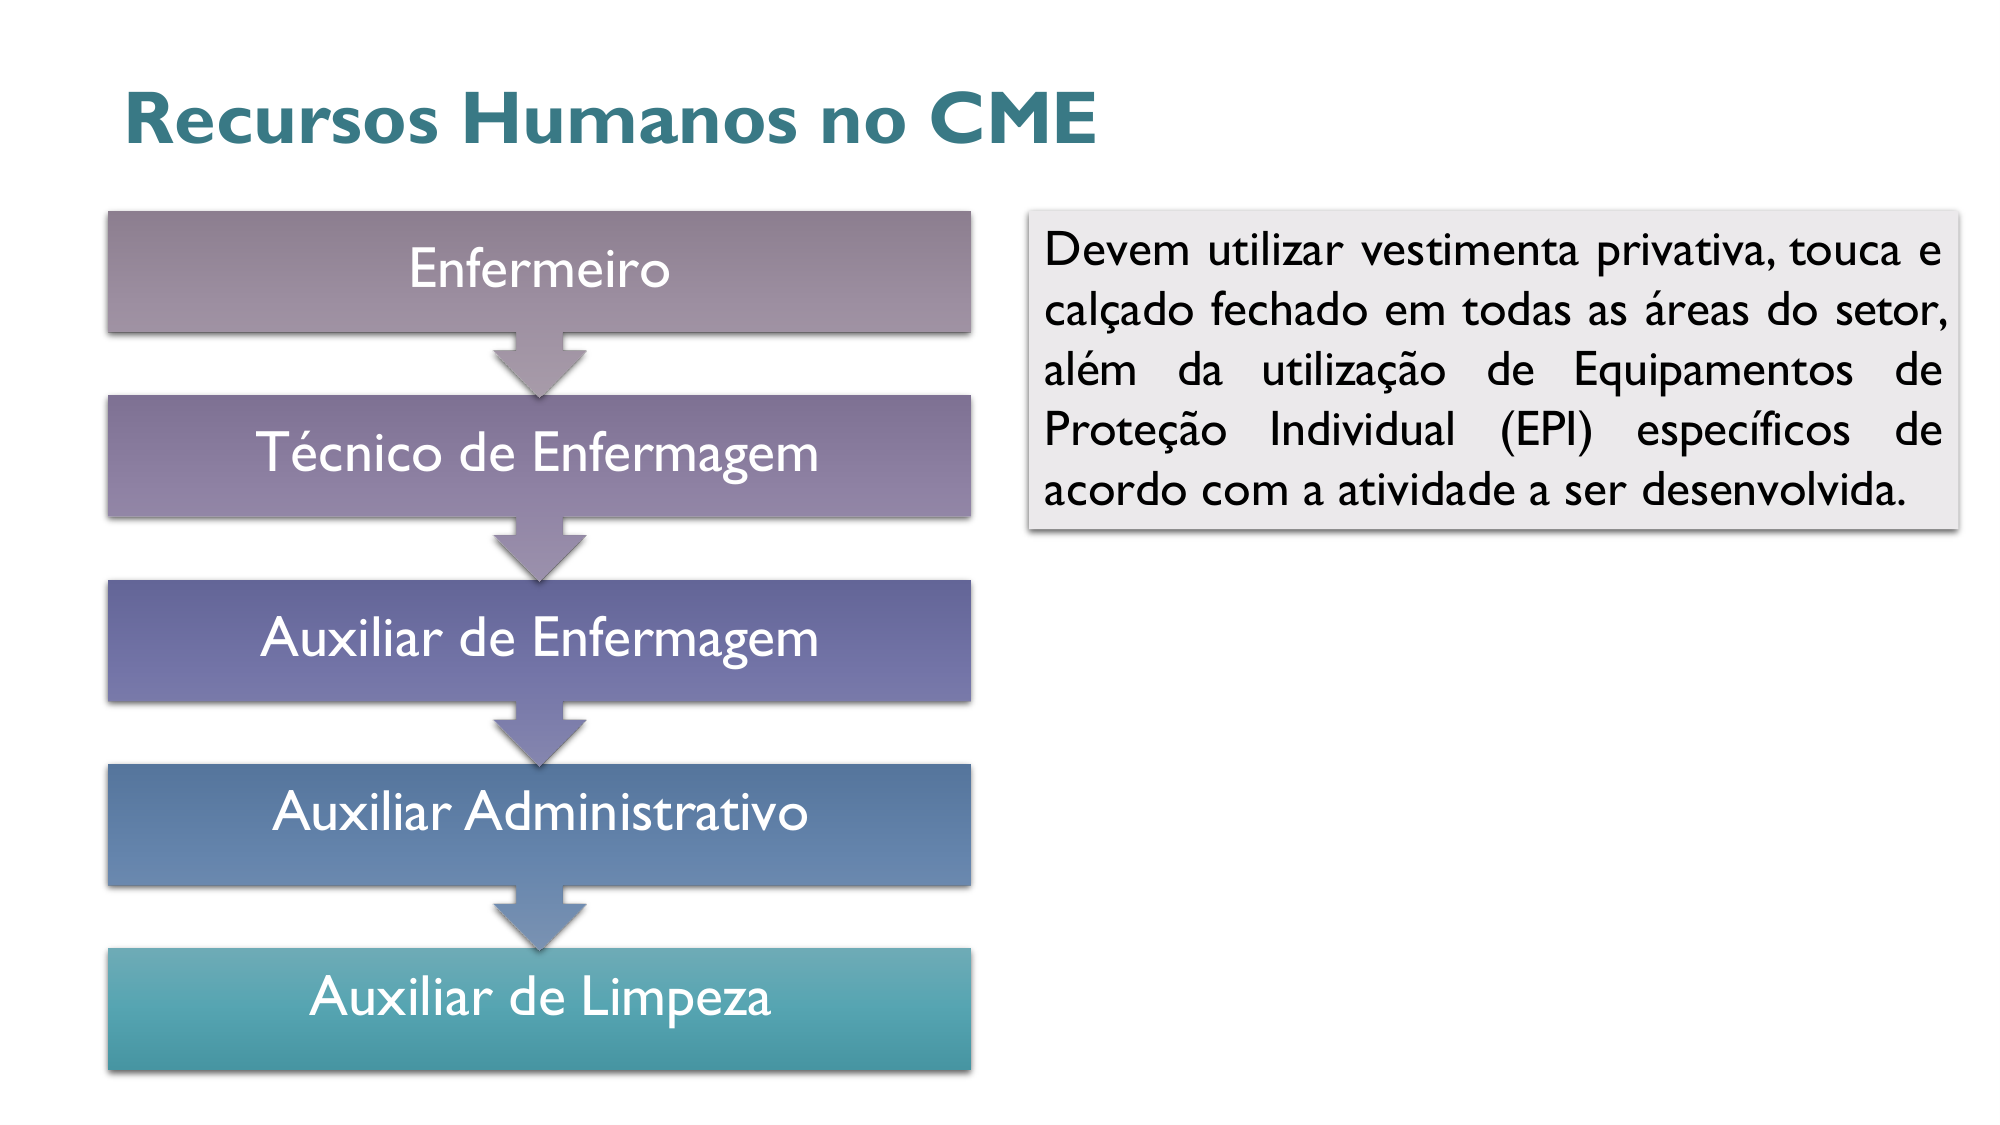 Recursos Humanos no CME
Enfermeiro
Técnico de Enfermagem
Auxiliar de Enfermagem
Auxiliar Administrativo
Auxiliar de Limpeza
Devem utilizar vestimenta privativa, touca e
calçado fechado em todas as áreas do setor,
além da utilização de Equipamentos de
Proteção Individual (EPI) específicos de
acordo com a atividade a ser desenvolvida.